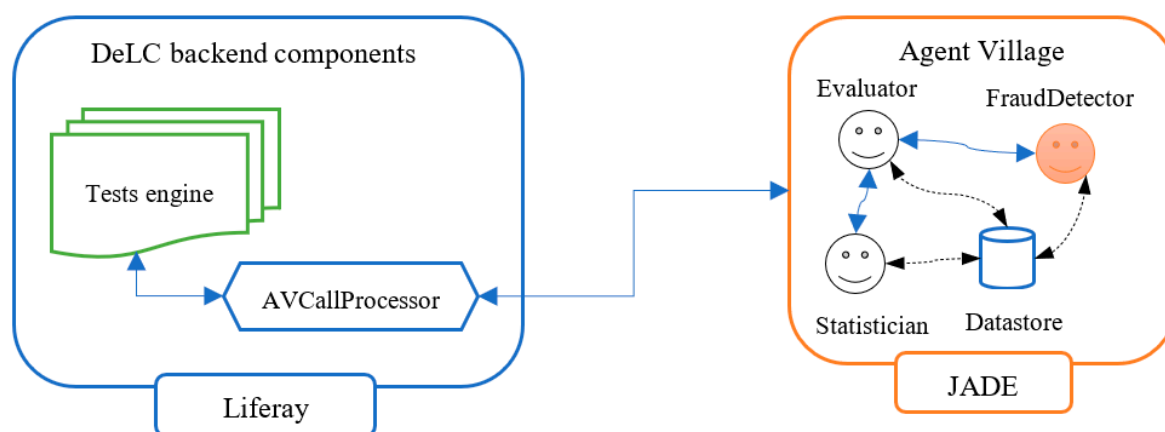 DeLC backend components
Tests engine
AVCallProcessor
Liferay
Agent Village
Evaluator
FraudDetector
Statistician
Datastore
JADE